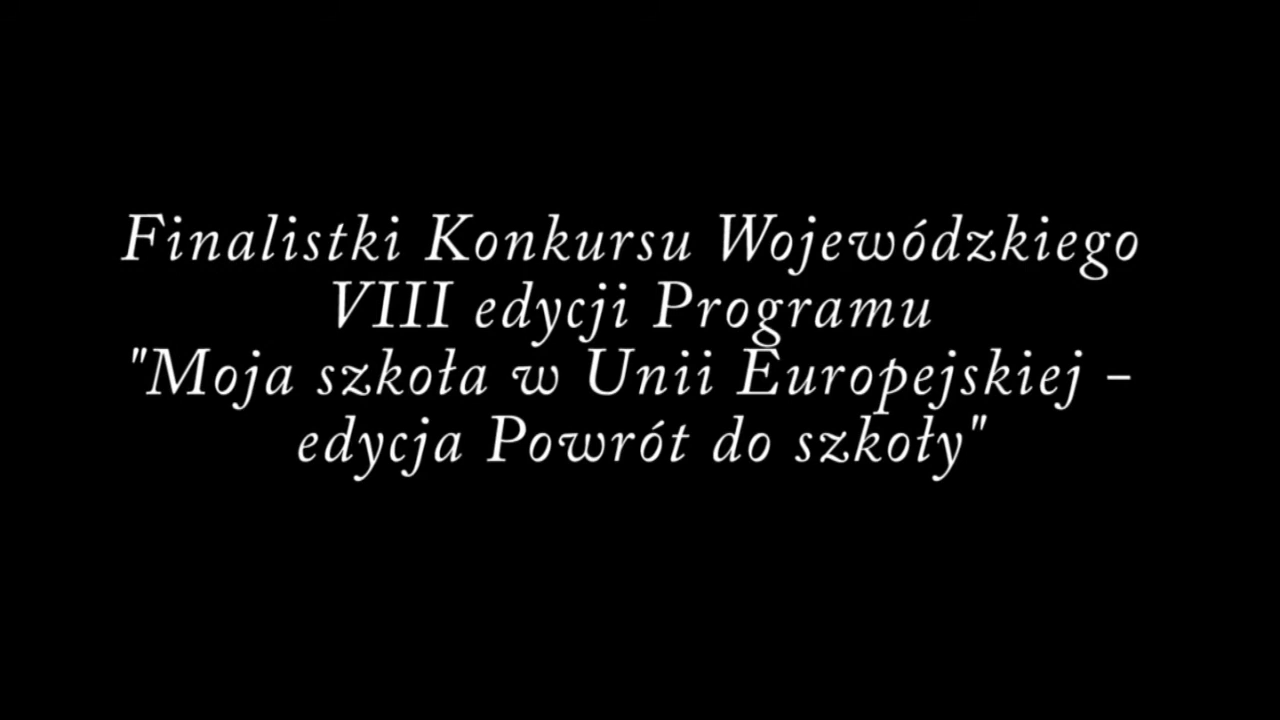 Finalistki Konkursu Wojewódzkiego
VIII edycji Programu
"Moja szkoła w Unii Europejskiej –
edycja Powrót do szkoły"